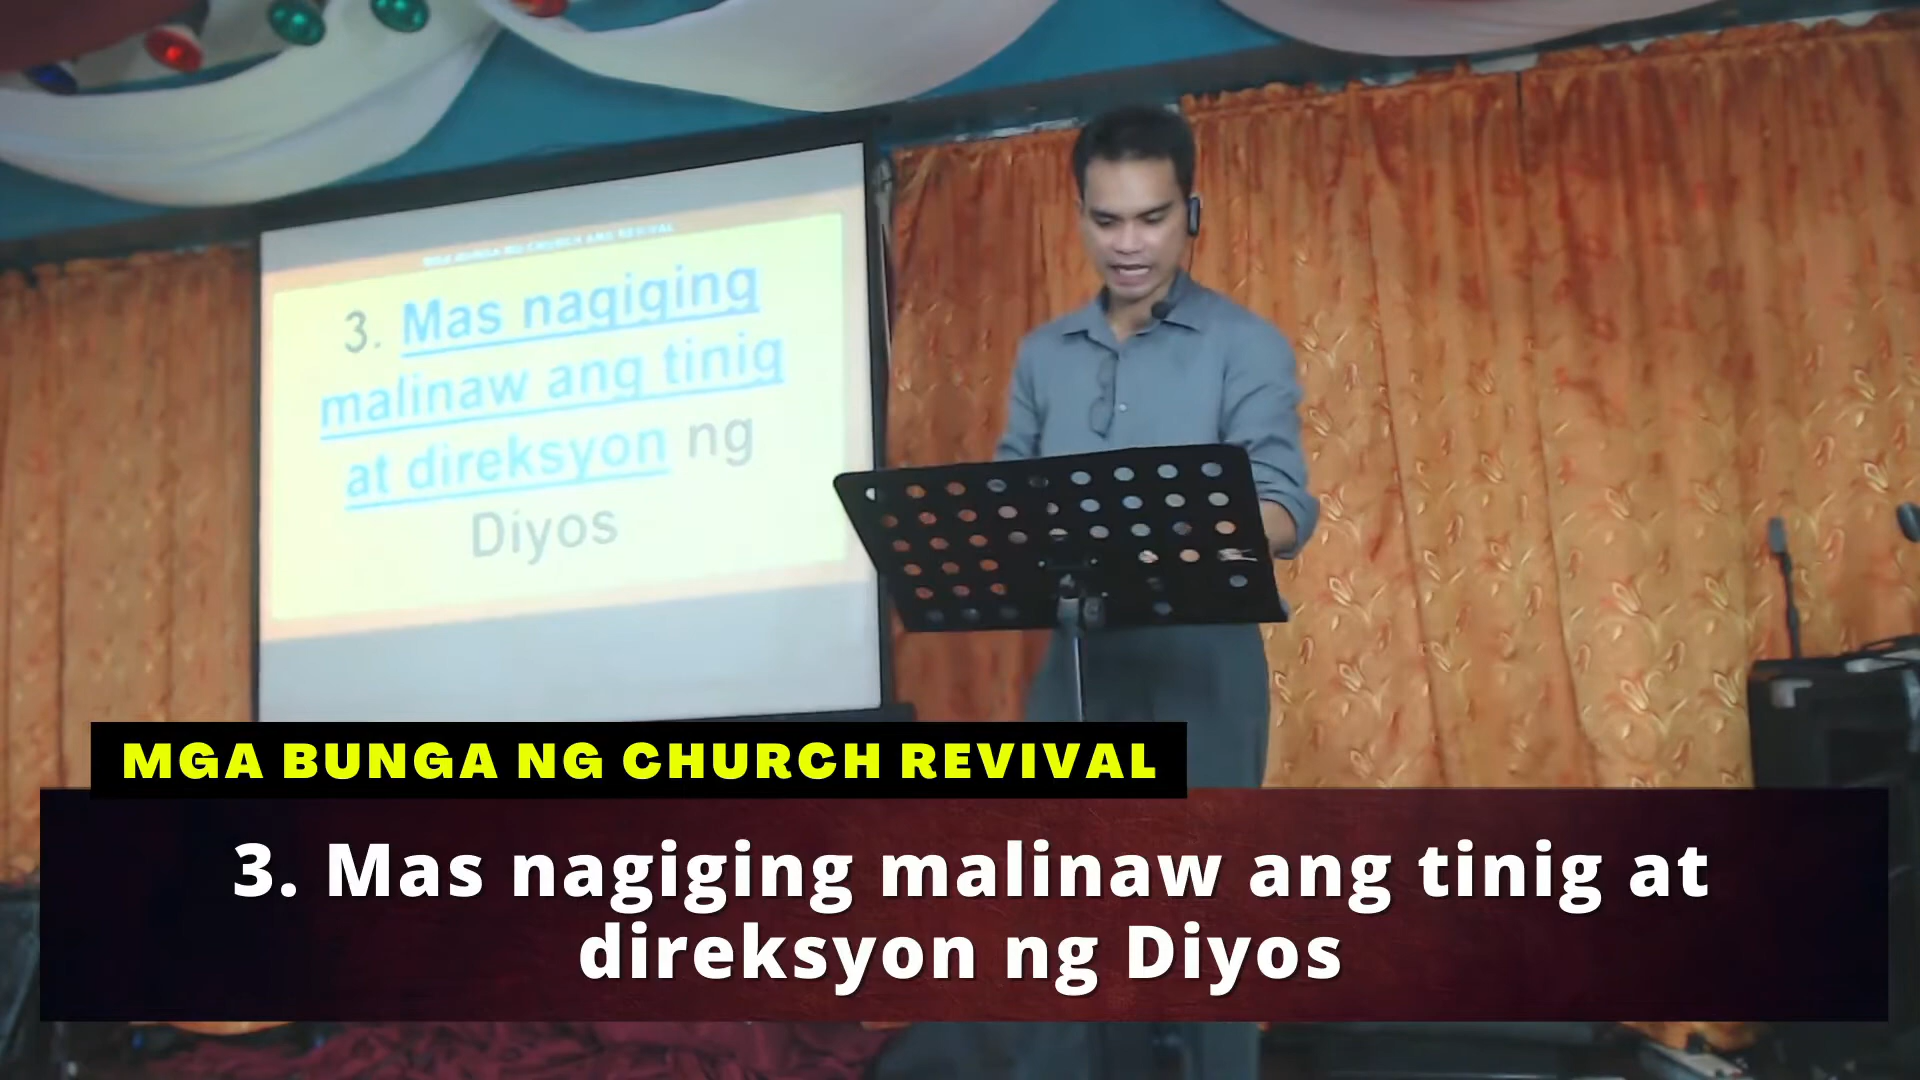 MGA BUNGA NG CHURCH ANG REVIVAL
3. Mas nagiging
malinaw ang tinig
at direksyon ng
Diyos
MGA BUNGA NG CHURCH REVIVAL
3. Mas nagiging malinaw ang tinig at
direksyon ng Diyos